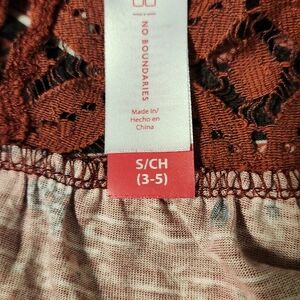 NO BOUNDARIES
Made in/
Hecho en
China
S/CH
(3-5)